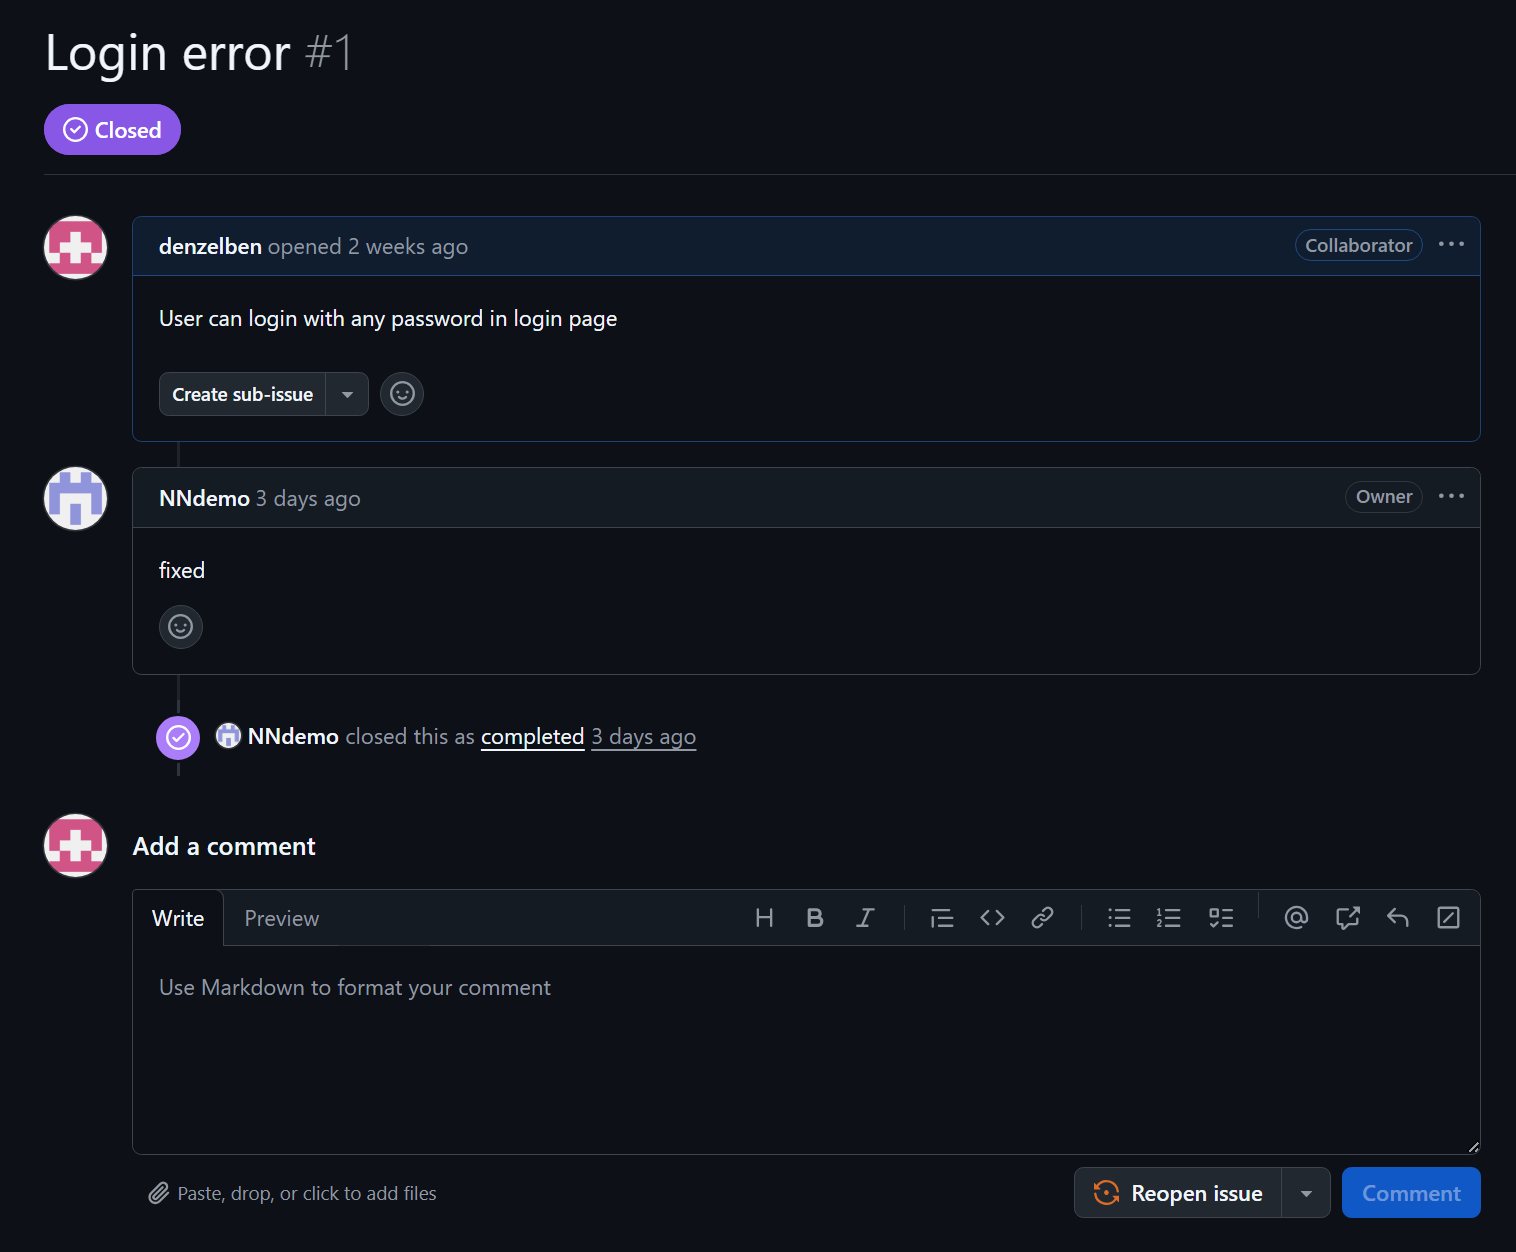 Login error #1
Closed
denzelben opened 2 weeks ago
Collaborator
User can login with any password in login page
Create sub-issue
NNdemo 3 days ago
Owner
fixed
NNdemo closed this as completed 3 days ago
Add a comment
Write
Preview
Use Markdown to format your comment
Paste, drop, or click to add files
Reopen issue
Comment